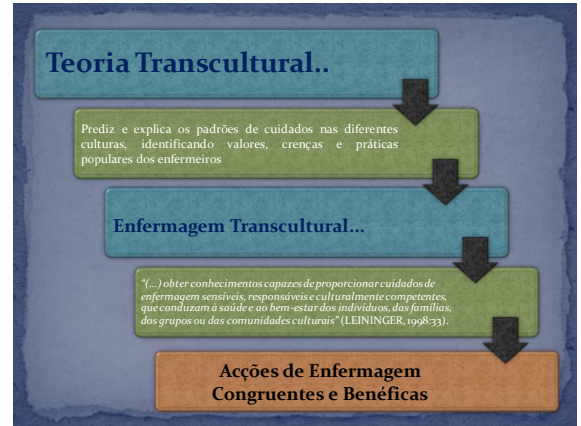 Teoria Transcultural..
Prediz e explica os padrões de cuidados nas diferentes
culturas, identificando valores, crenças e práticas
populares dos enfermeiros
Enfermagem Transcultural...
"(...) obter conhecimentos capazes de proporcionar cuidados de
enfermagem sensíveis, responsáveis e culturalmente competentes,
que conduzam à saúde e ao bem-estar dos indivíduos, das famílias,
dos grupos ou das comunidades culturais" (LEININGER, 1998:33).
Acções de Enfermagem
Congruentes e Benéficas